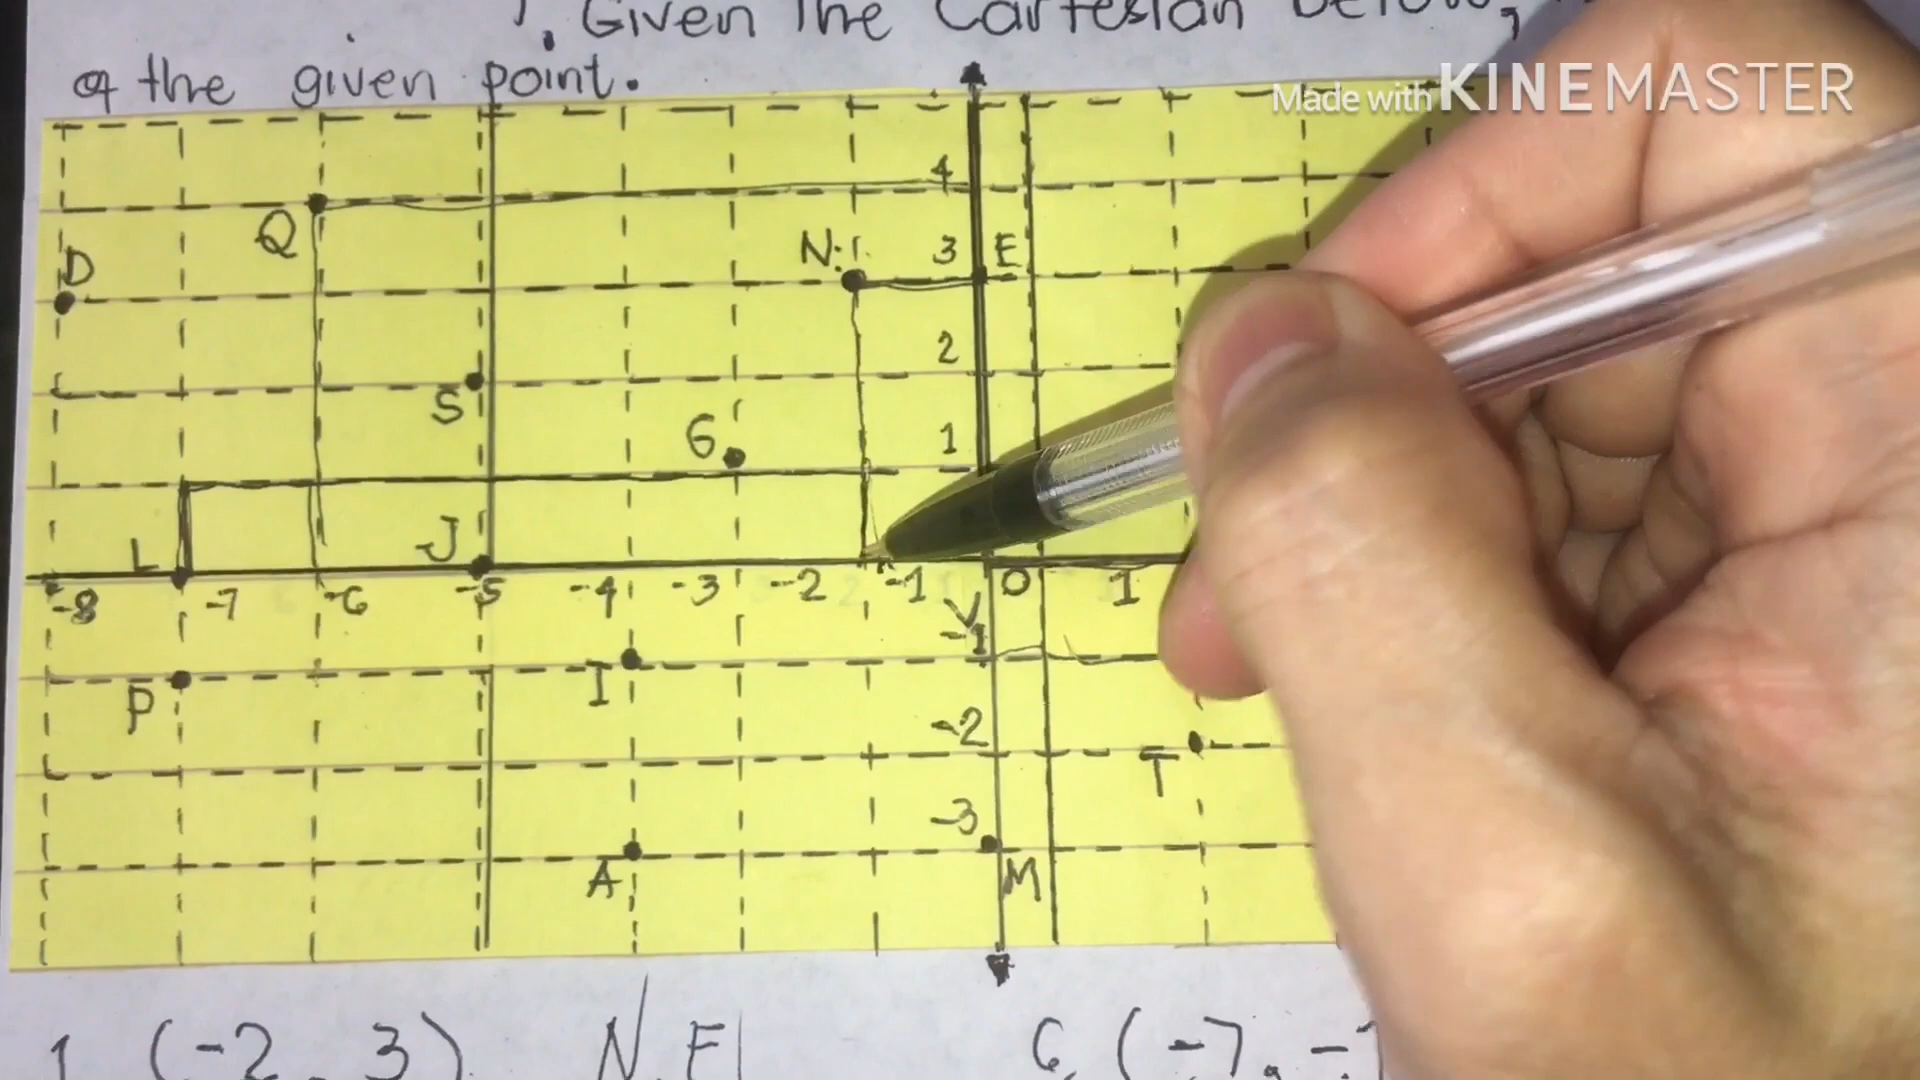 . Given The Cartesian Below,
of the given point.
Made with KINEMASTER
4
Q
N
3 E
D
2
S
G
1
L
J
-8 -7 -6 -5 -4 -3 -2 -1 0 1
V
-1
I
P
-2
T
-3
A
M
1 (-2, 3) N.E
6 (-7, -